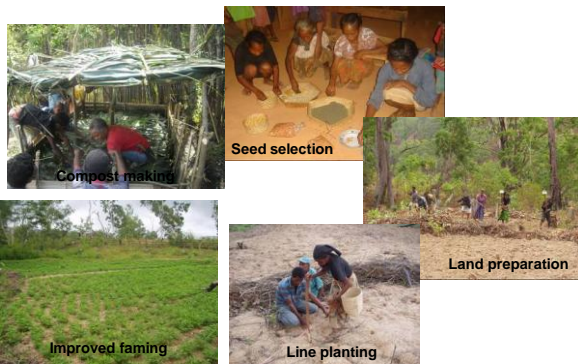 Seed selection
Compost making
Land preparation
Improved faming
Line planting